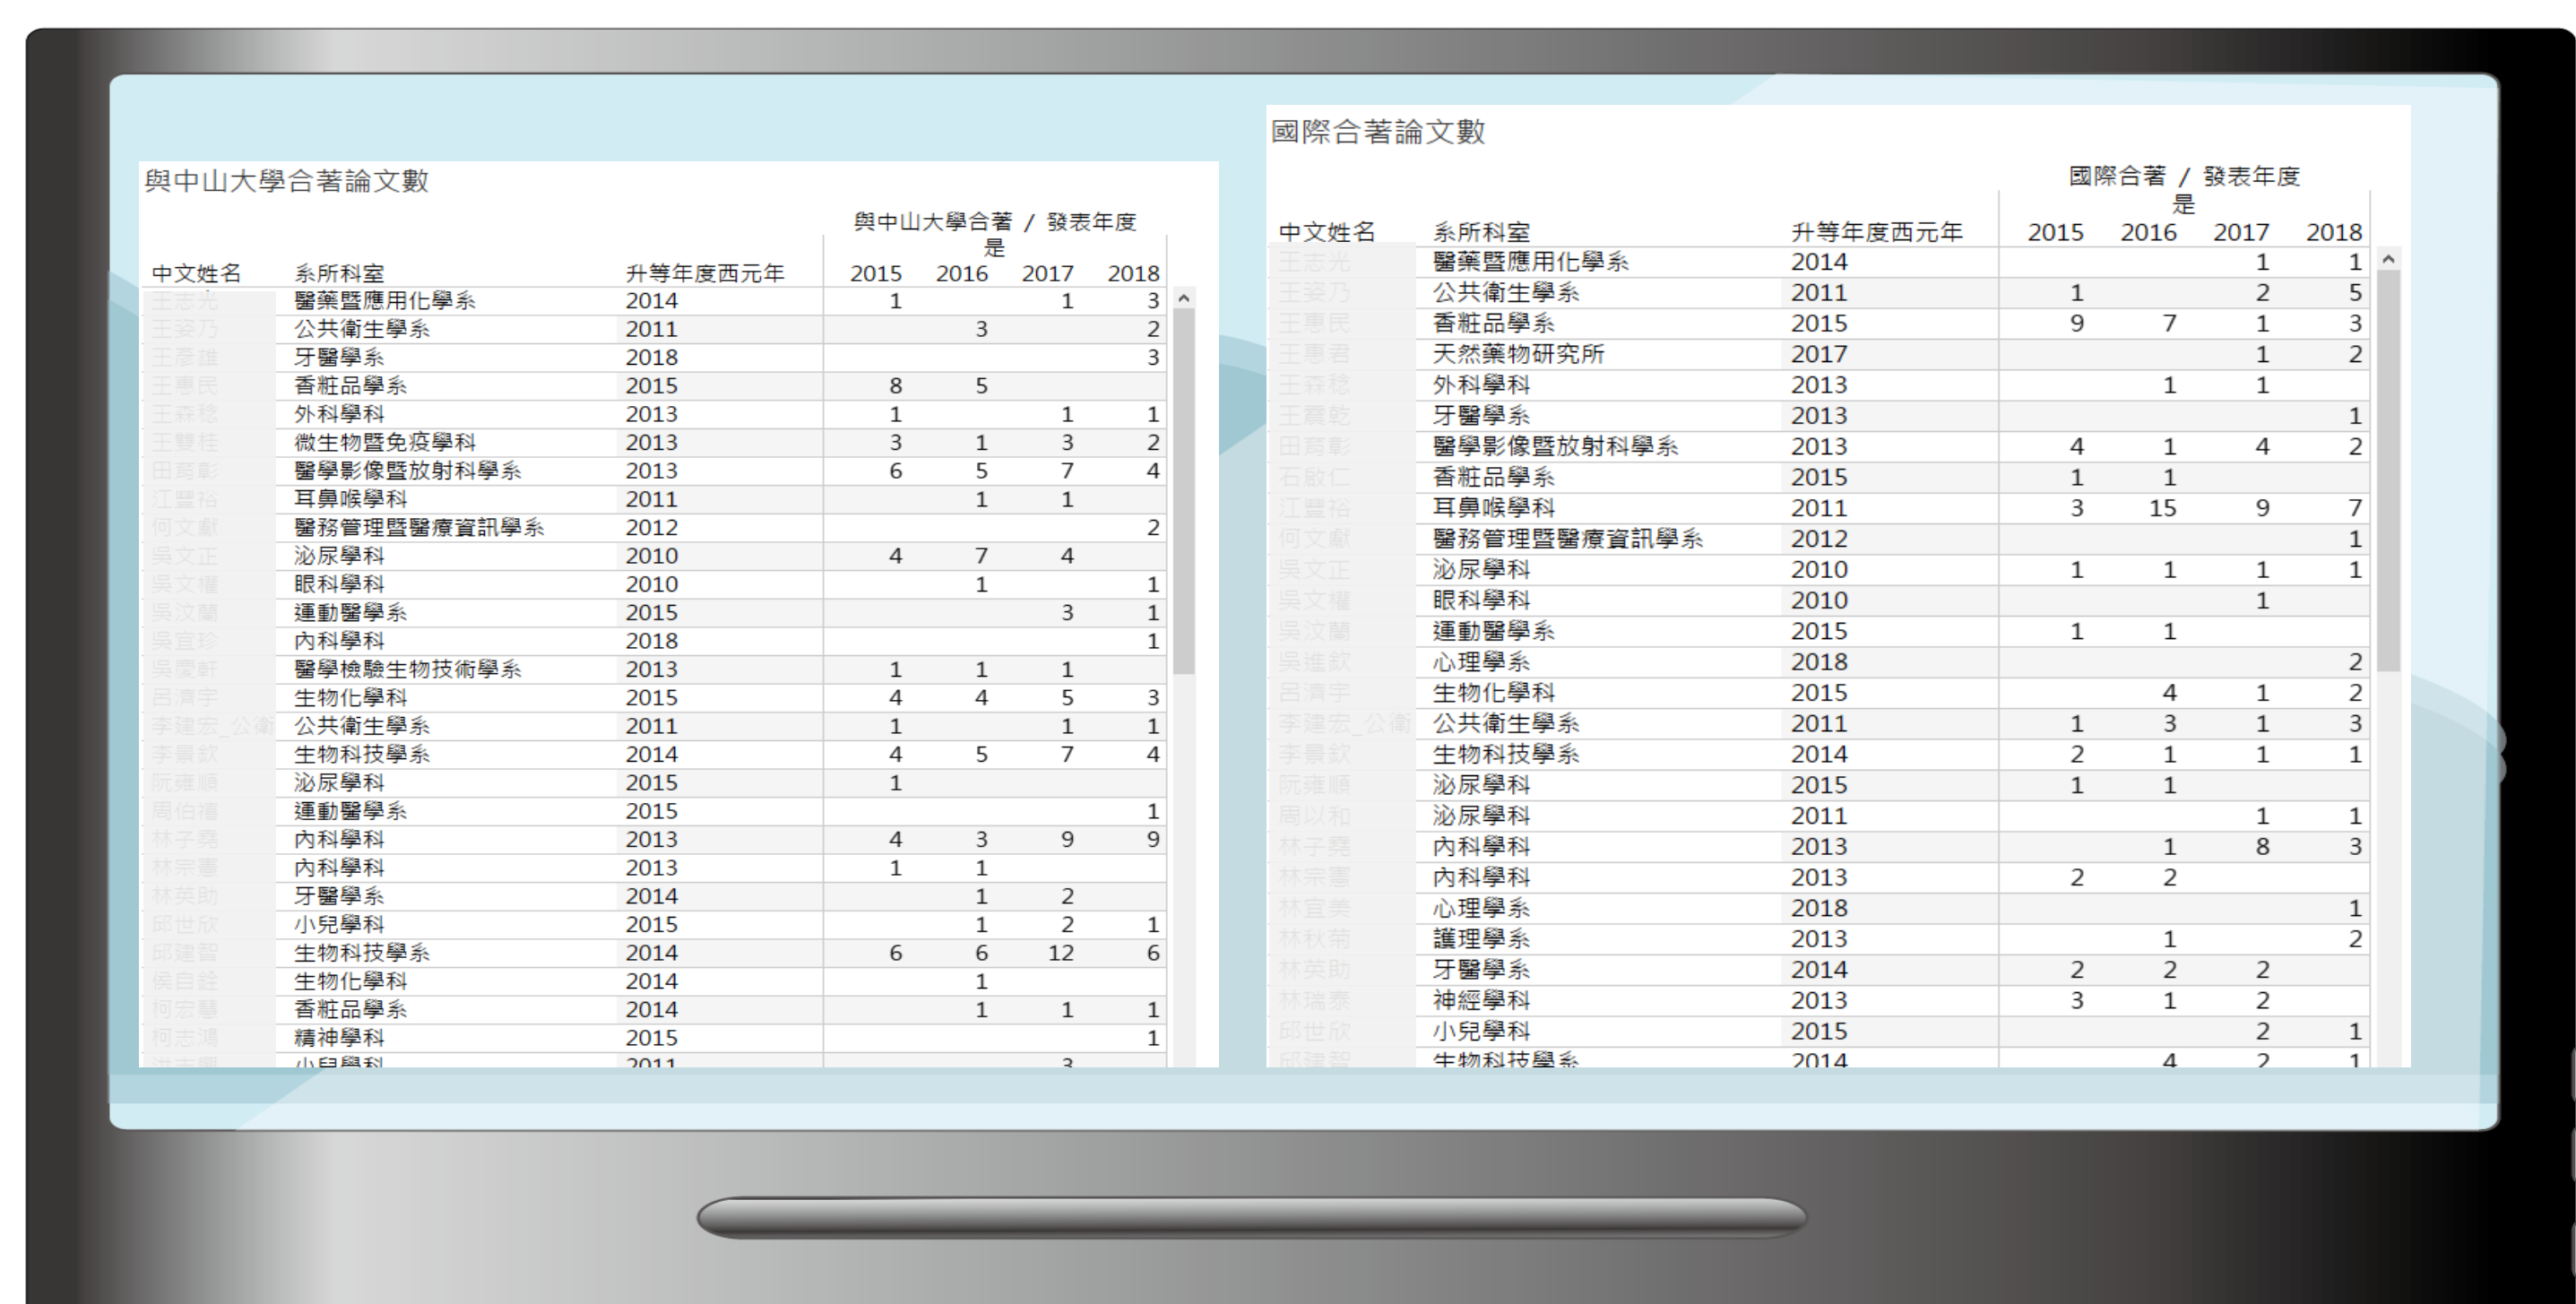 與中山大學合著論文數
與中山大學合著 / 發表年度
是
中文姓名 系所科室 升等年度西元年 2015 2016 2017 2018
醫藥暨應用化學系 2014 1 1 3
公共衛生學系 2011 3 2
牙醫學系 2018 3
香粧品學系 2015 8 5
外科學科 2013 1 1 1
微生物暨免疫學科 2013 3 1 3 2
醫學影像暨放射科學系 2013 6 5 7 4
耳鼻喉學科 2011 1 1
醫務管理暨醫療資訊學系 2012 2
泌尿學科 2010 4 7 4
眼科學科 2010 1 1
運動醫學系 2015 3 1
內科學科 2018 1
醫學檢驗生物技術學系 2013 1 1 1
生物化學科 2015 4 4 5 3
公共衛生學系 2011 1 1 1
生物科技學系 2014 4 5 7 4
泌尿學科 2015 1
運動醫學系 2015 1
內科學科 2013 4 3 9 9
內科學科 2013 1 1
牙醫學系 2014 1 2
小兒學科 2015 1 2 1
生物科技學系 2014 6 6 12 6
生物化學科 2014 1
香粧品學系 2014 1 1 1
精神學科 2015 1
小兒學科 2011 3
國際合著論文數
國際合著 / 發表年度
是
中文姓名 系所科室 升等年度西元年 2015 2016 2017 2018
醫藥暨應用化學系 2014 1 1
公共衛生學系 2011 1 2 5
香粧品學系 2015 9 7 1 3
天然藥物研究所 2017 1 2
外科學科 2013 1 1
牙醫學系 2013 1
醫學影像暨放射科學系 2013 4 1 4 2
香粧品學系 2015 1 1
耳鼻喉學科 2011 3 15 9 7
醫務管理暨醫療資訊學系 2012 1
泌尿學科 2010 1 1 1 1
眼科學科 2010 1
運動醫學系 2015 1 1
心理學系 2018 2
生物化學科 2015 4 1 2
公共衛生學系 2011 1 3 1 3
生物科技學系 2014 2 1 1 1
泌尿學科 2015 1 1
泌尿學科 2011 1 1
內科學科 2013 1 8 3
內科學科 2013 2 2
心理學系 2018 1
護理學系 2013 1 2
牙醫學系 2014 2 2 2
神經學科 2013 3 1 2
小兒學科 2015 2 1
生物科技學系 2014 4 2 1